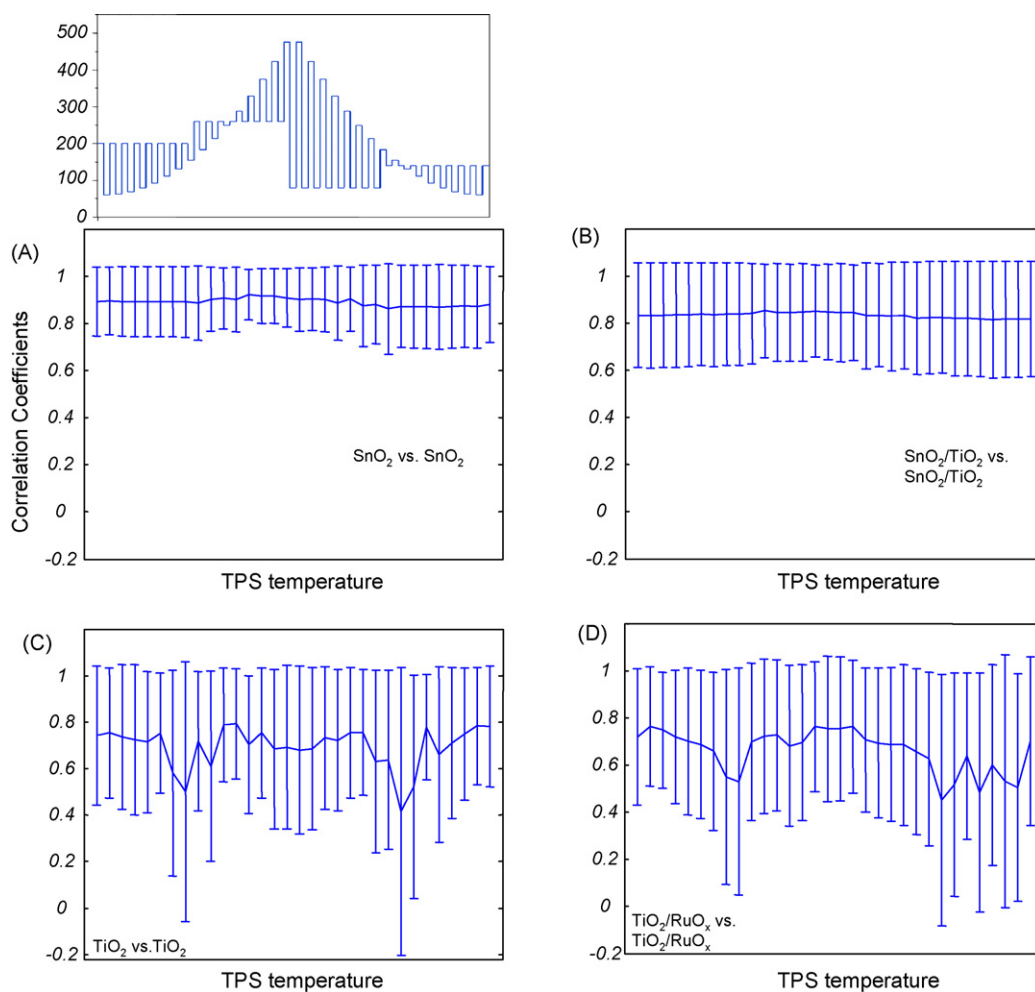 500
400
300
200
100
0
(A)
1
0.8
0.6
0.4
0.2
0
-0.2
Correlation Coefficients
SnO₂ vs. SnO₂
TPS temperature
(B)
1
0.8
0.6
0.4
0.2
0
-0.2
SnO₂/TiO₂ vs.
SnO₂/TiO₂
TPS temperature
(C)
1
0.8
0.6
0.4
0.2
0
-0.2
TiO₂ vs.TiO₂
TPS temperature
(D)
1
0.8
0.6
0.4
0.2
0
-0.2
TiO₂/RuOₓ vs.
TiO₂/RuOₓ
TPS temperature